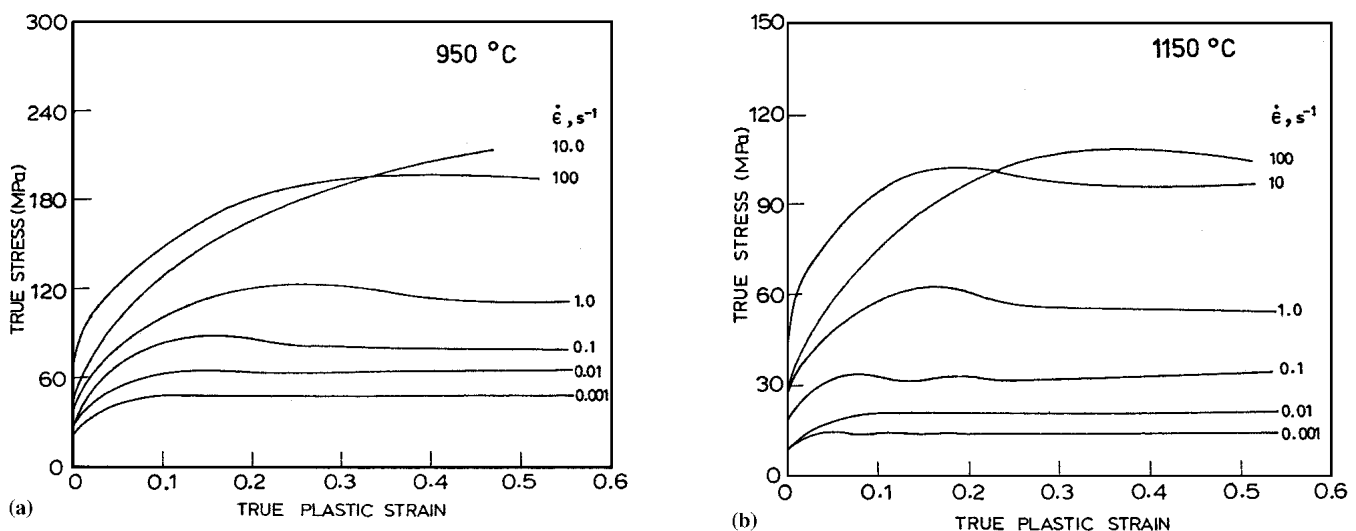 300
240
180
120
60
0
TRUE STRESS (MPa)
950 °C
ε̇, s⁻¹
10.0
100
1.0
0.1
0.01
0.001
0 0.1 0.2 0.3 0.4 0.5 0.6
TRUE PLASTIC STRAIN
(a)
150
120
90
60
30
0
TRUE STRESS (MPa)
1150 °C
ε̇, s⁻¹
100
10
1.0
0.1
0.01
0.001
0 0.1 0.2 0.3 0.4 0.5 0.6
TRUE PLASTIC STRAIN
(b)